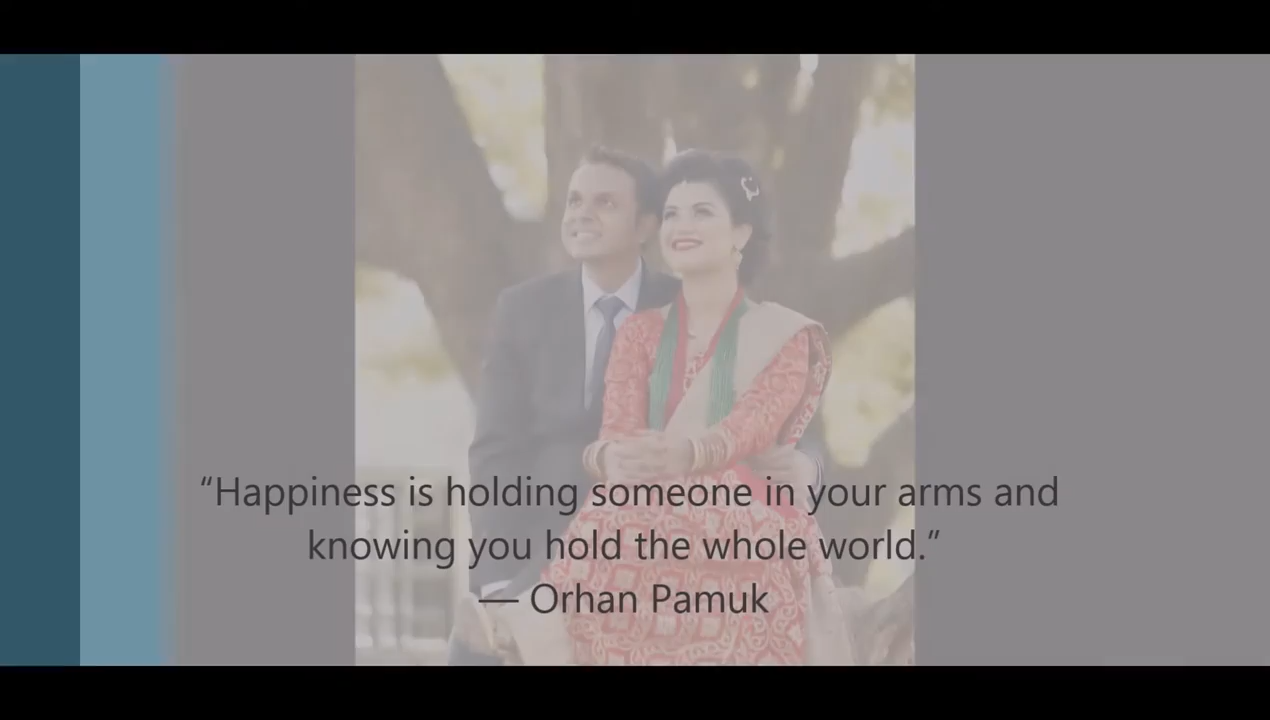 “Happiness is holding someone in your arms and
knowing you hold the whole world.”
— Orhan Pamuk